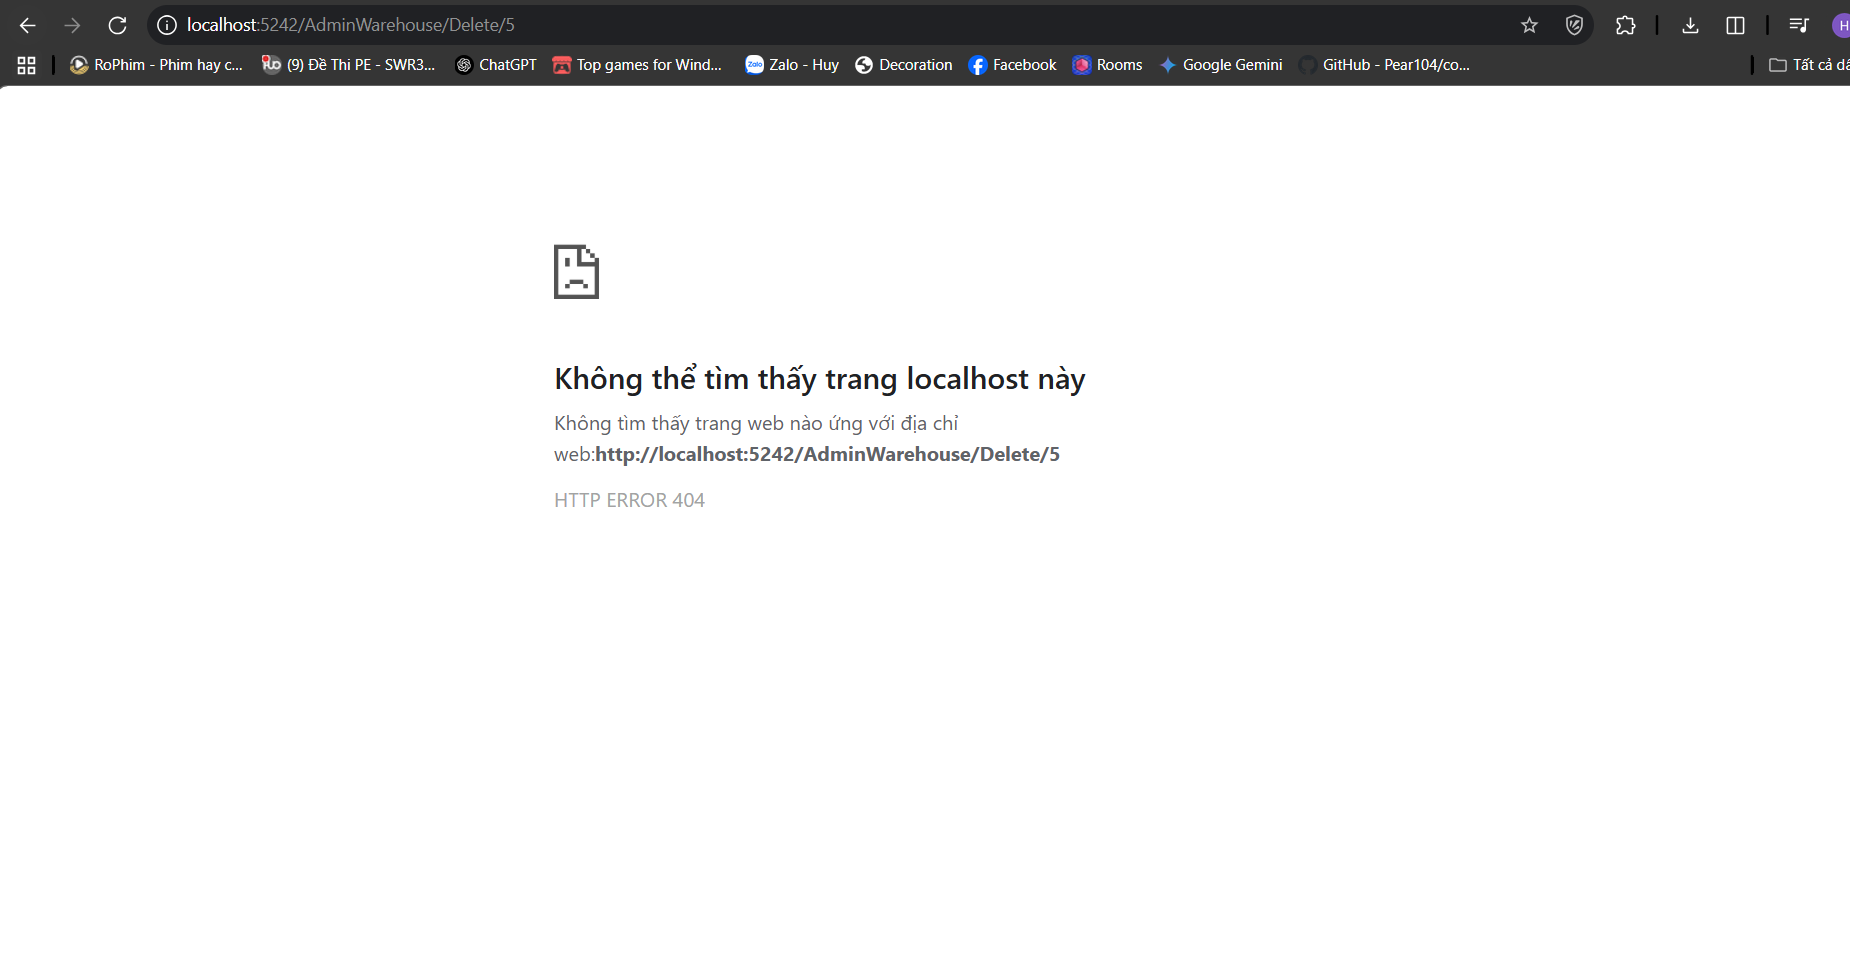 localhost:5242/AdminWarehouse/Delete/5
H
RoPhim - Phim hay c... (9) Đề Thi PE - SWR3... ChatGPT Top games for Wind... Zalo Zalo - Huy Decoration Facebook Rooms Google Gemini GitHub - Pear104/co... Tất cả dấ
Không thể tìm thấy trang localhost này
Không tìm thấy trang web nào ứng với địa chỉ
web:http://localhost:5242/AdminWarehouse/Delete/5
HTTP ERROR 404